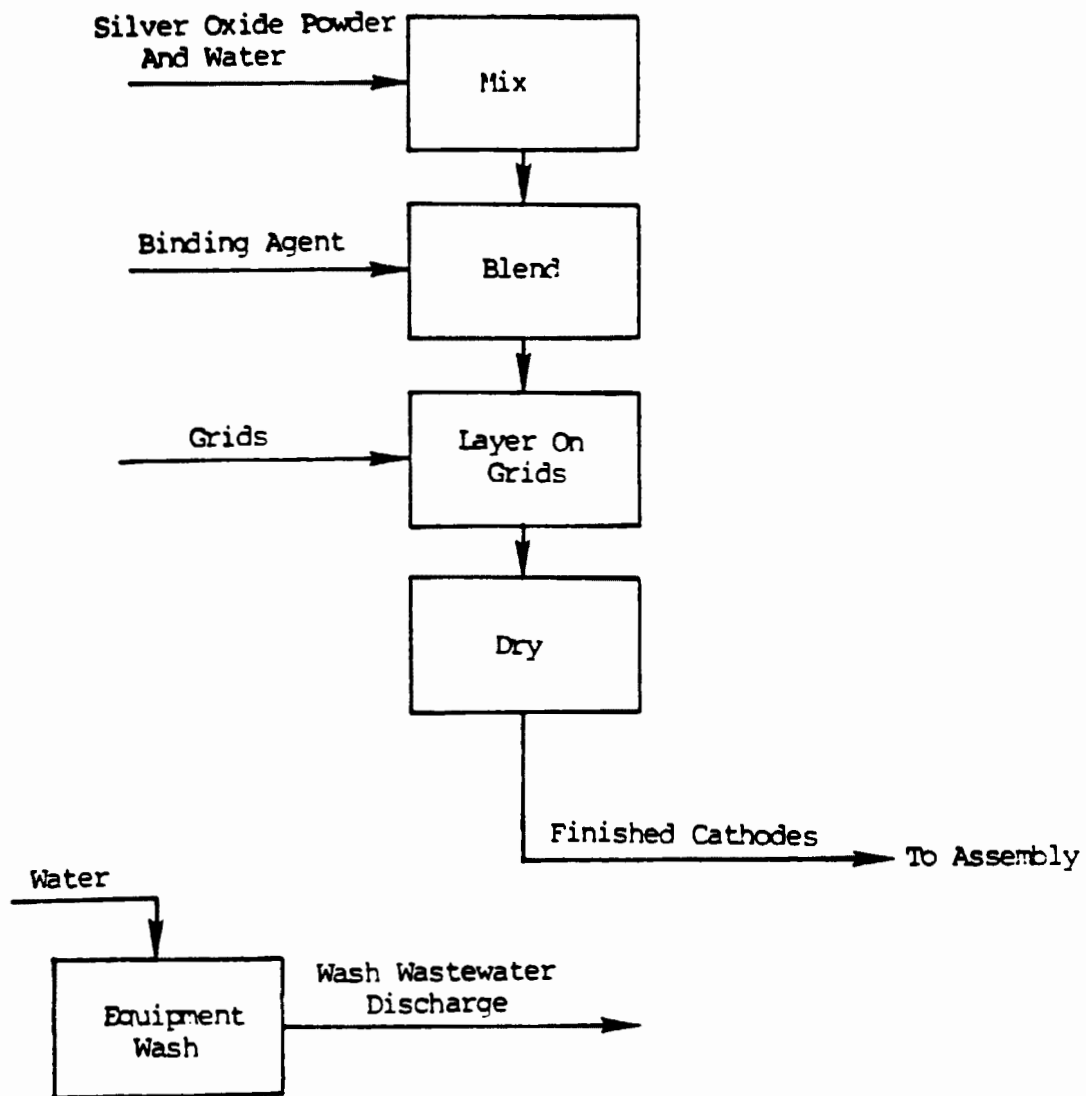 Silver Oxide Powder
And Water
Mix
Binding Agent
Blend
Grids
Layer On
Grids
Dry
Finished Cathodes
To Assembly
Water
Equipment
Wash
Wash Wastewater
Discharge